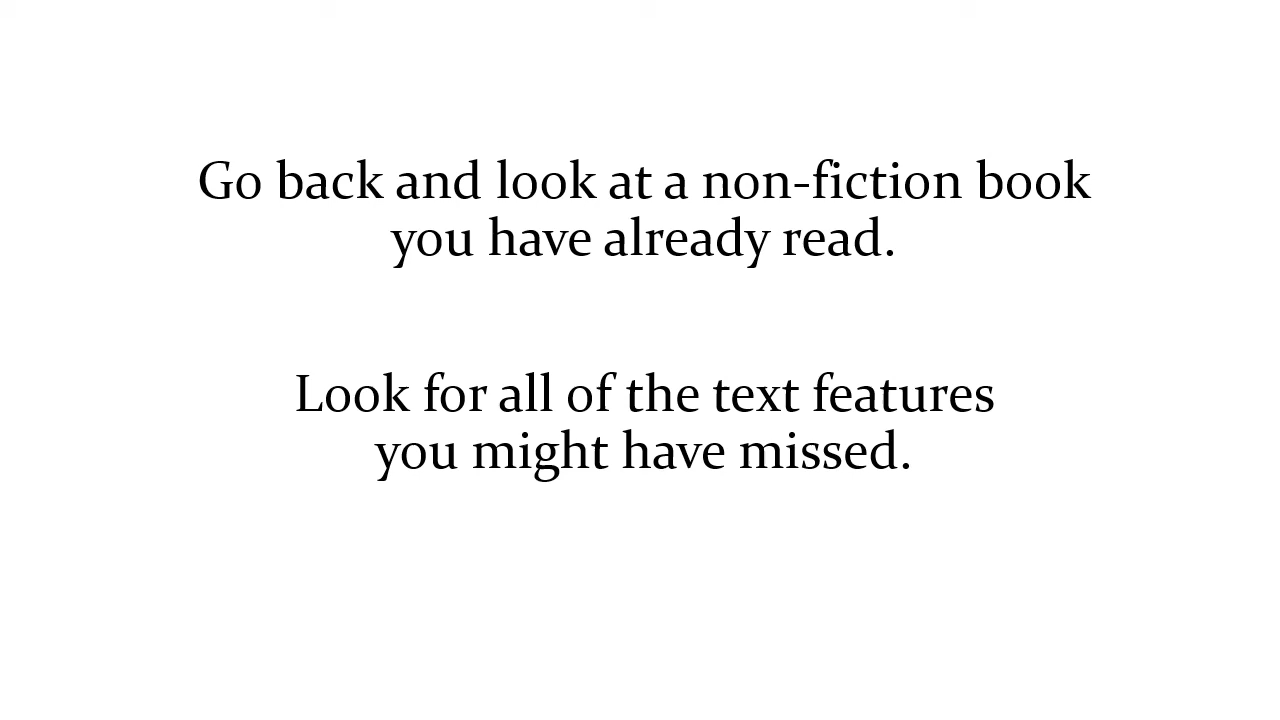 Go back and look at a non-fiction book
you have already read.
Look for all of the text features
you might have missed.